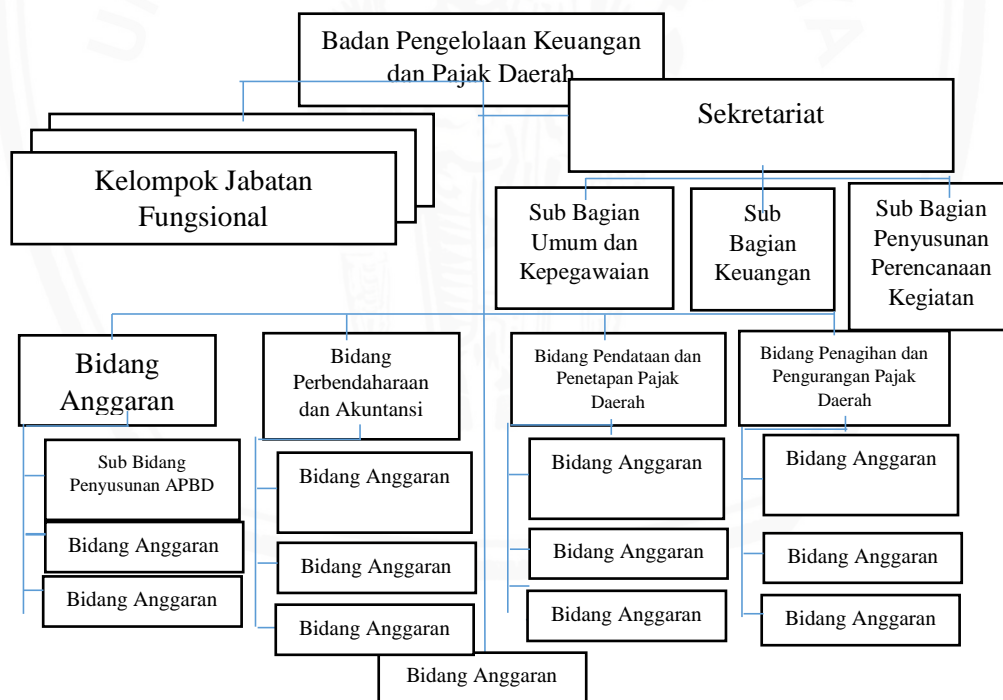 Badan Pengelolaan Keuangan
dan Pajak Daerah
Sekretariat
Kelompok Jabatan
Fungsional
Sub Bagian
Umum dan
Kepegawaian
Sub
Bagian
Keuangan
Sub Bagian
Penyusunan
Perencanaan
Kegiatan
Bidang
Anggaran
Bidang
Perbendaharaan
dan Akuntansi
Bidang Pendataan dan
Penetapan Pajak
Daerah
Bidang Penagihan dan
Pengurangan Pajak
Daerah
Sub Bidang
Penyusunan APBD
Bidang Anggaran
Bidang Anggaran
Bidang Anggaran
Bidang Anggaran
Bidang Anggaran
Bidang Anggaran
Bidang Anggaran
Bidang Anggaran
Bidang Anggaran
Bidang Anggaran
Bidang Anggaran
Bidang Anggaran